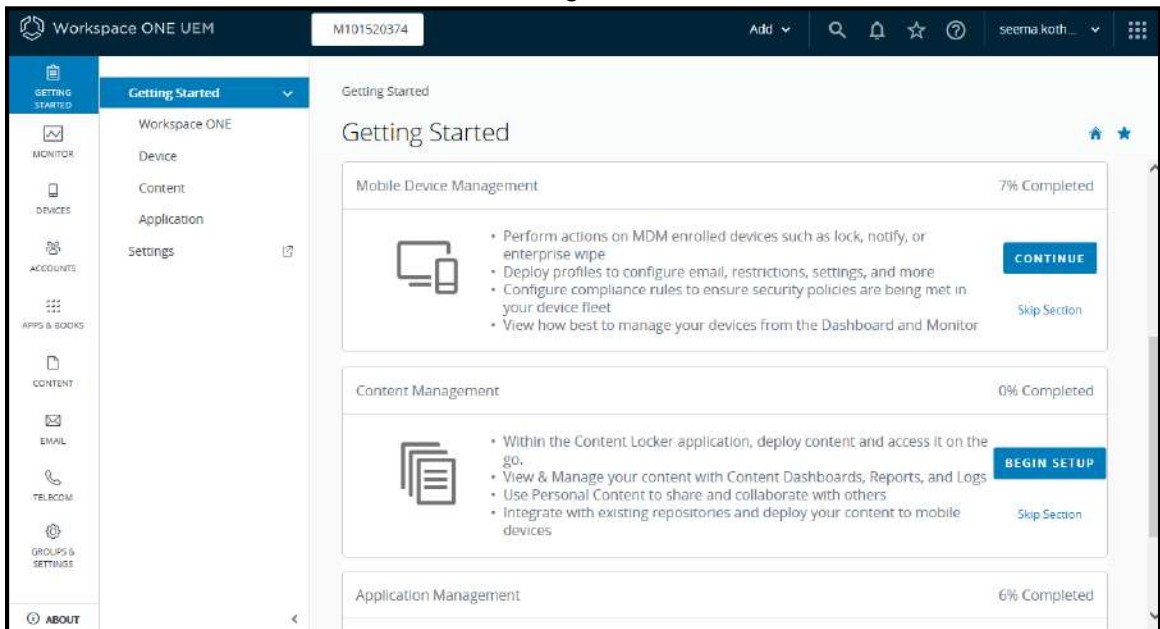 Workspace ONE UEM
M101520374
Add
seema.koth...
GETTING
STARTED
MONITOR
DEVICES
ACCOUNTS
APPS & BOOKS
CONTENT
EMAIL
TELECOM
GROUPS &
SETTINGS
ABOUT
Getting Started
Workspace ONE
Device
Content
Application
Settings
Getting Started
Getting Started
Mobile Device Management
7% Completed
• Perform actions on MDM enrolled devices such as lock, notify, or
enterprise wipe
• Deploy profiles to configure email, restrictions, settings, and more
• Configure compliance rules to ensure security policies are being met in
your device fleet
• View how best to manage your devices from the Dashboard and Monitor
CONTINUE
Skip Section
Content Management
0% Completed
• Within the Content Locker application, deploy content and access it on the
go.
• View & Manage your content with Content Dashboards, Reports, and Logs
• Use Personal Content to share and collaborate with others
• Integrate with existing repositories and deploy your content to mobile
devices
BEGIN SETUP
Skip Section
Application Management
6% Completed